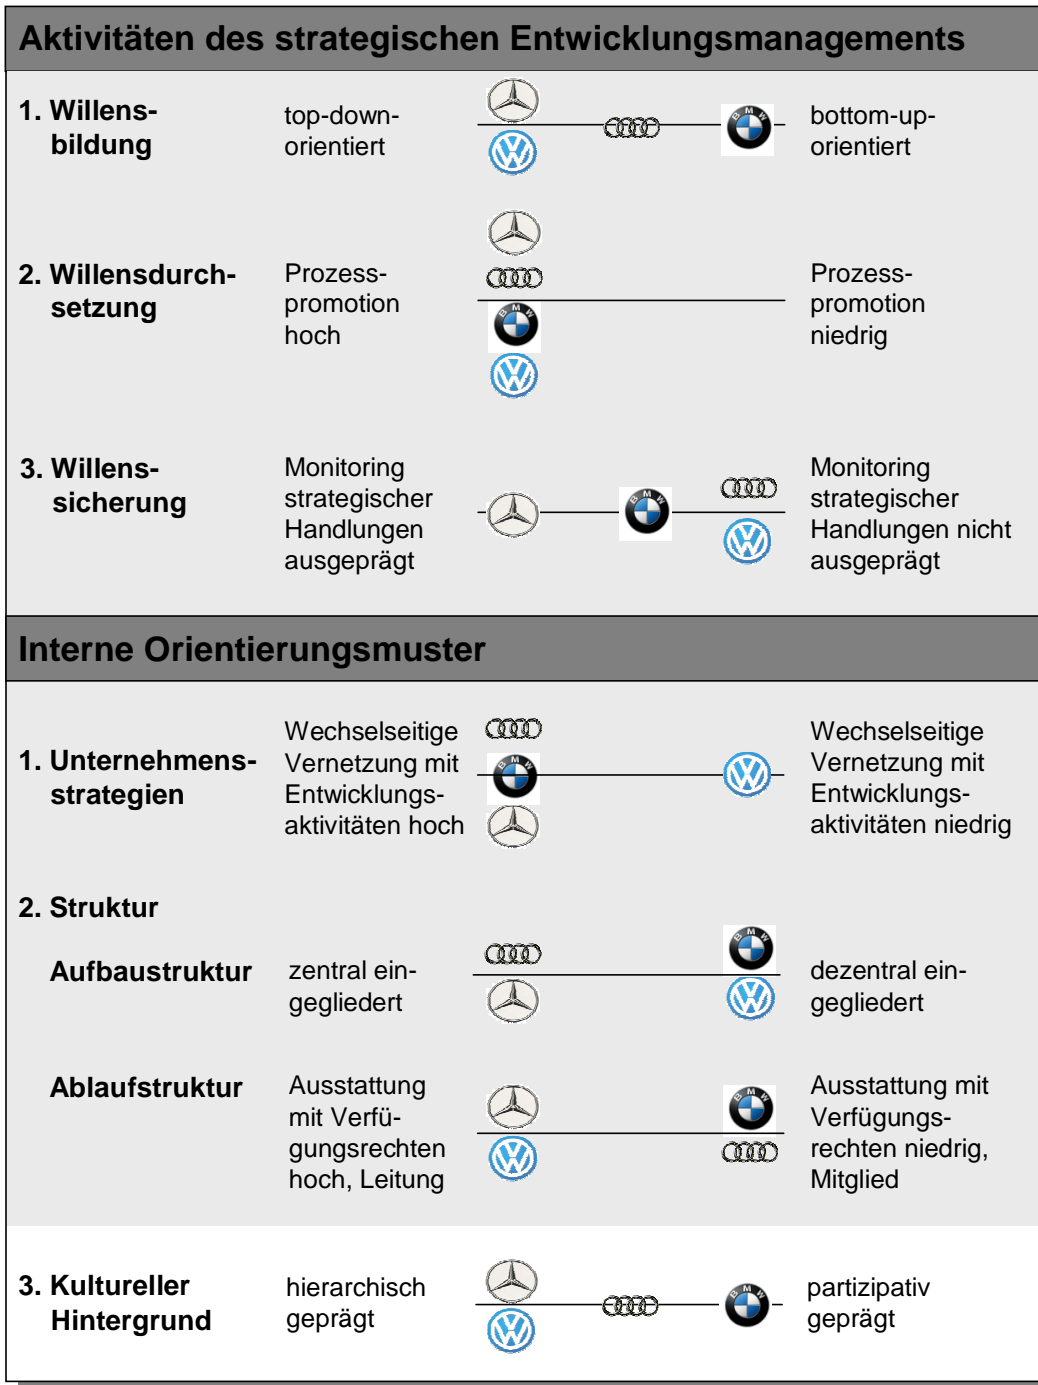 Aktivitäten des strategischen Entwicklungsmanagements
1. Willens-
bildung
top-down-
orientiert
bottom-up-
orientiert
2. Willensdurch-
setzung
Prozess-
promotion
hoch
Prozess-
promotion
niedrig
3. Willens-
sicherung
Monitoring
strategischer
Handlungen
ausgeprägt
Monitoring
strategischer
Handlungen nicht
ausgeprägt
Interne Orientierungsmuster
1. Unternehmens-
strategien
Wechselseitige
Vernetzung mit
Entwicklungs-
aktivitäten hoch
Wechselseitige
Vernetzung mit
Entwicklungs-
aktivitäten niedrig
2. Struktur
Aufbaustruktur
zentral ein-
gegliedert
dezentral ein-
gegliedert
Ablaufstruktur
Ausstattung
mit Verfü-
gungsrechten
hoch, Leitung
Ausstattung mit
Verfügungs-
rechten niedrig,
Mitglied
3. Kultureller
Hintergrund
hierarchisch
geprägt
partizipativ
geprägt